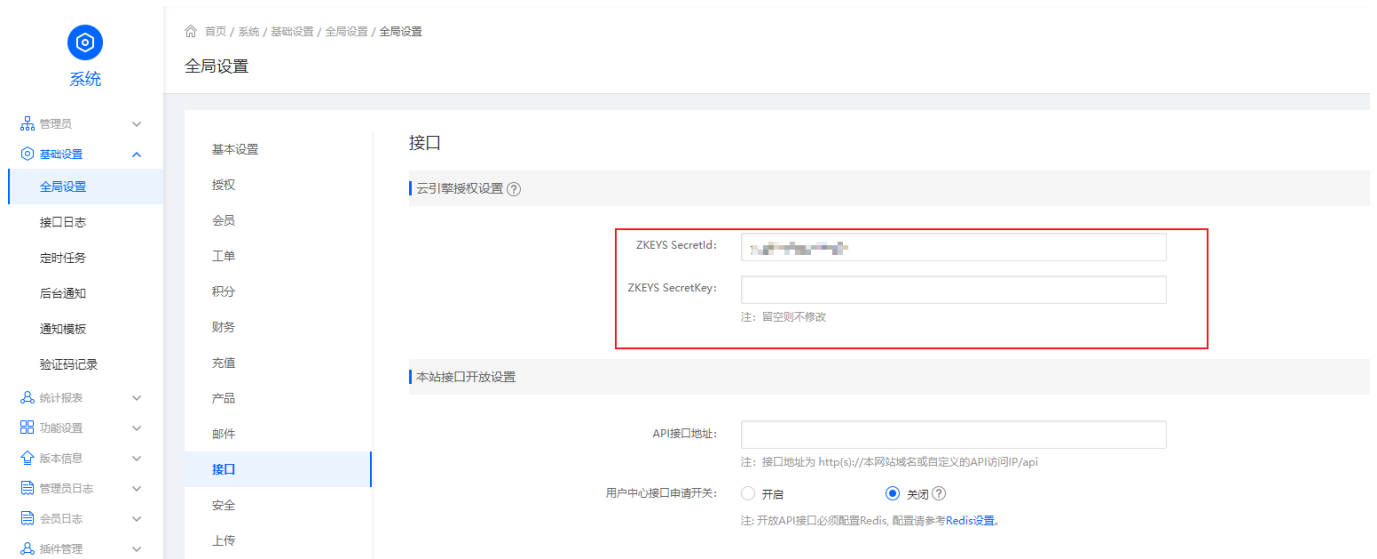 系统
管理员
基础设置
全局设置
接口日志
定时任务
后台通知
通知模板
验证码记录
统计报表
功能设置
版本信息
管理员日志
会员日志
插件管理
首页 / 系统 / 基础设置 / 全局设置 / 全局设置
全局设置
基本设置
授权
会员
工单
积分
财务
充值
产品
邮件
接口
安全
上传
接口
云引擎授权设置
ZKEYS SecretId：
ZKEYS SecretKey：
注：留空则不修改
本站接口开放设置
API接口地址：
注：接口地址为 http(s)://本网站域名或自定义的API访问IP/api
用户中心接口申请开关： 开启 关闭
注: 开放API接口必须配置Redis, 配置请参考Redis设置。